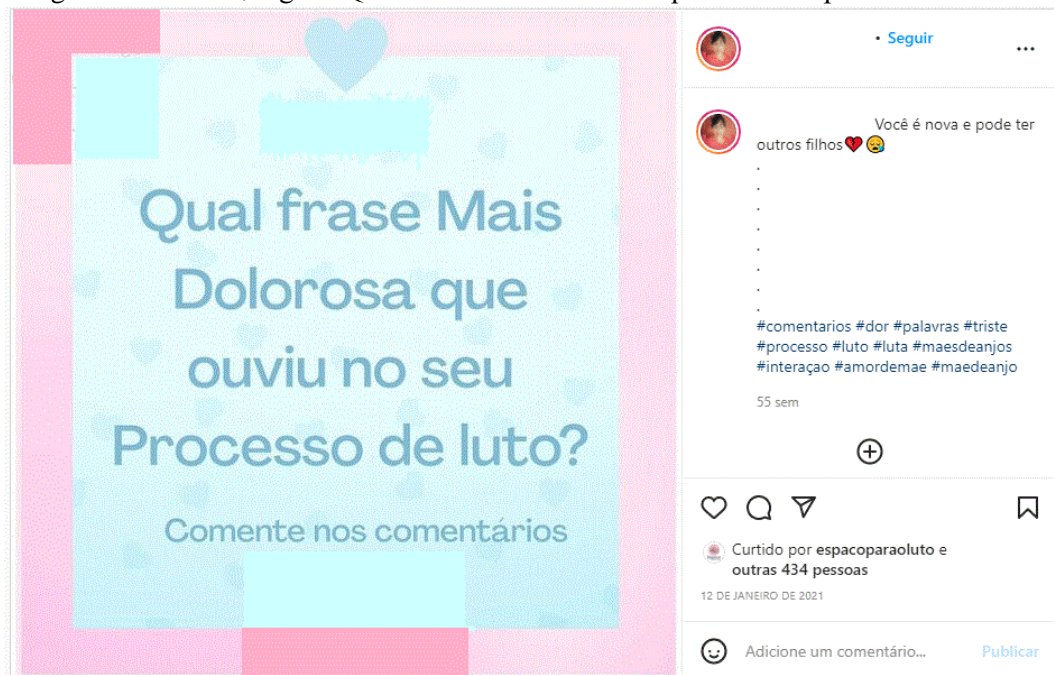 Qual frase Mais
Dolorosa que
ouviu no seu
Processo de luto?
Comente nos comentários
• Seguir
...
Você é nova e pode ter
outros filhos💔😪
.
.
.
.
.
.
.
.
#comentarios #dor #palavras #triste
#processo #luto #luta #maesdeanjos
#interaçao #amordemae #maedeanjo
55 sem
Curtido por espacoparaoluto e
outras 434 pessoas
12 DE JANEIRO DE 2021
Adicione um comentário... Publicar